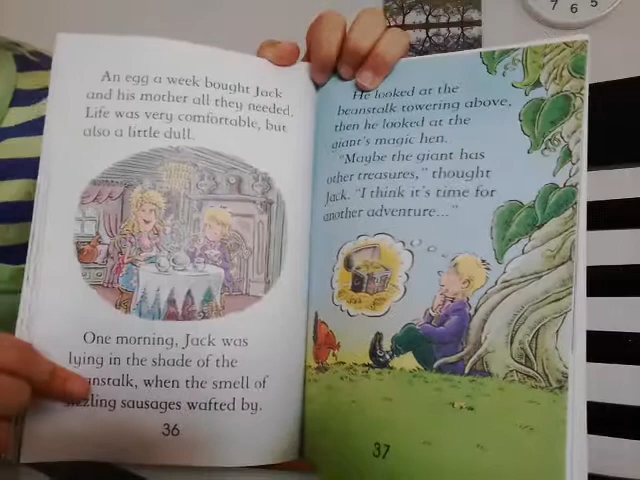 An egg a week bought Jack
and his mother all they needed.
Life was very comfortable, but
also a little dull.
One morning, Jack was
lying in the shade of the
when the smell of
sausages wafted by.
36
He looked at the
beanstalk towering above,
then he looked at the
giant's magic hen.
"Maybe the giant has
other treasures," thought
Jack. "I think it's time for
another adventure..."
37
7 6 5